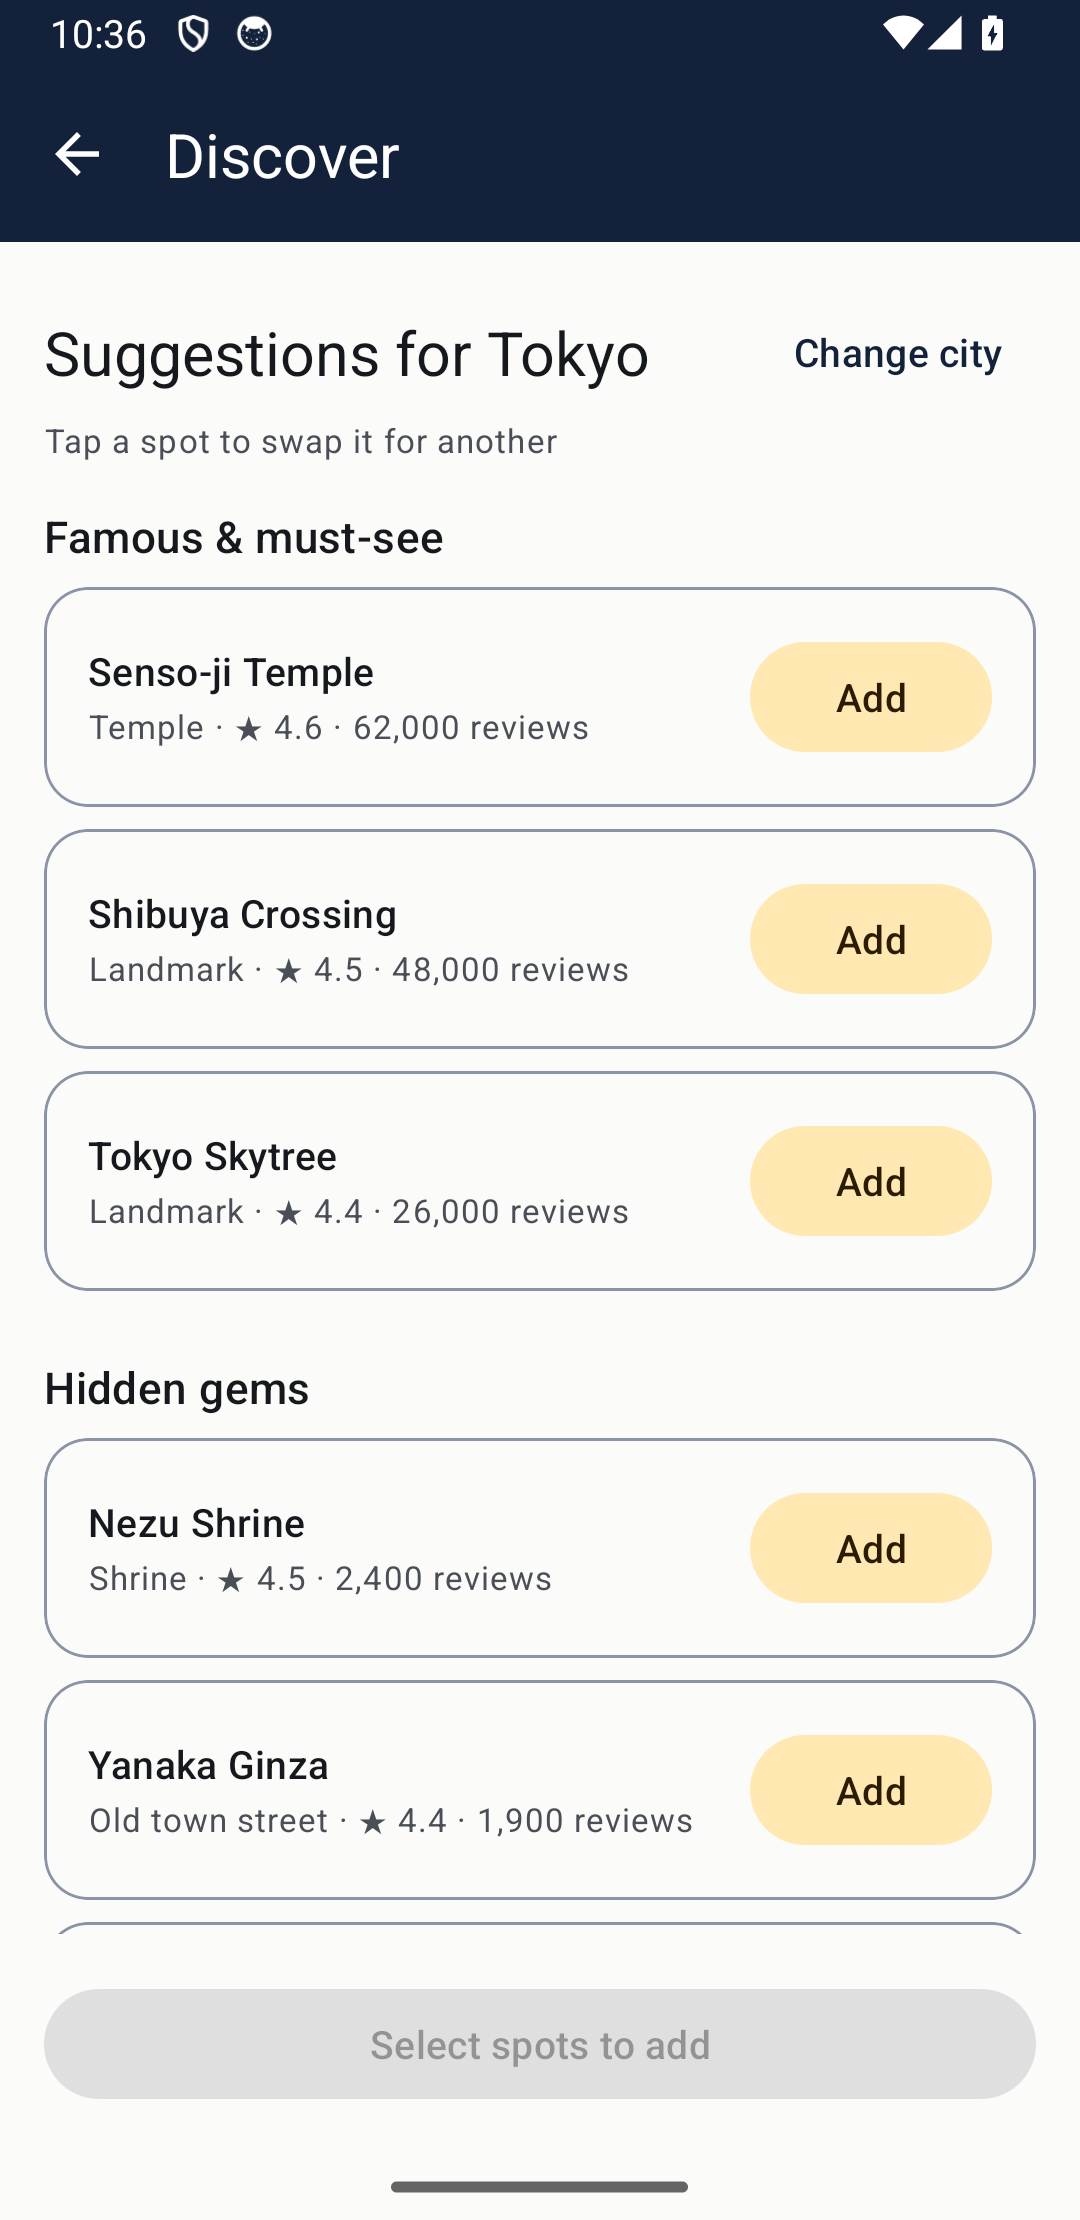 10:36
Discover
Suggestions for Tokyo
Change city
Tap a spot to swap it for another
Famous & must-see
Senso-ji Temple
Temple · ★ 4.6 · 62,000 reviews
Add
Shibuya Crossing
Landmark · ★ 4.5 · 48,000 reviews
Add
Tokyo Skytree
Landmark · ★ 4.4 · 26,000 reviews
Add
Hidden gems
Nezu Shrine
Shrine · ★ 4.5 · 2,400 reviews
Add
Yanaka Ginza
Old town street · ★ 4.4 · 1,900 reviews
Add
Select spots to add